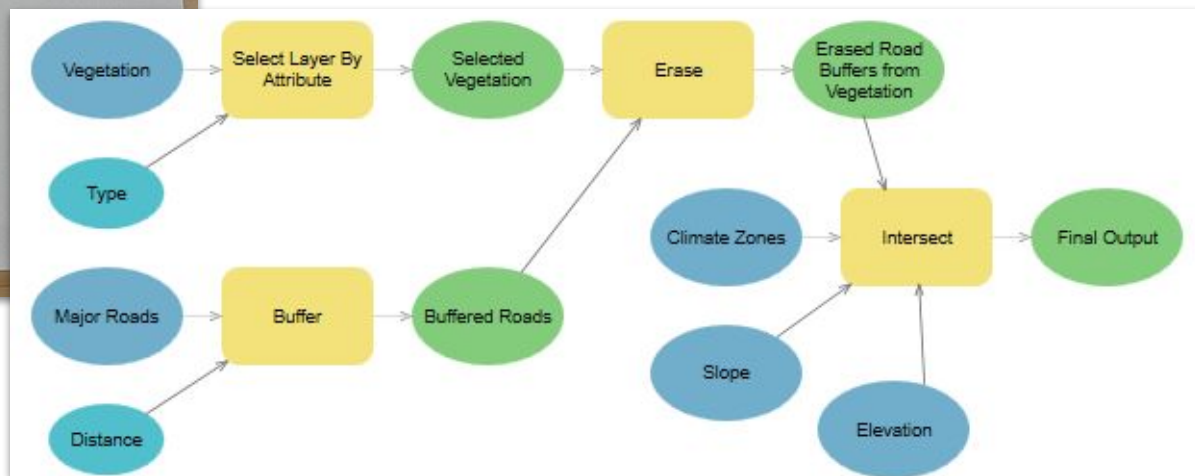 Vegetation
Select Layer By
Attribute
Selected
Vegetation
Erase
Erased Road
Buffers from
Vegetation
Type
Climate Zones
Intersect
Final Output
Major Roads
Buffer
Buffered Roads
Slope
Distance
Elevation